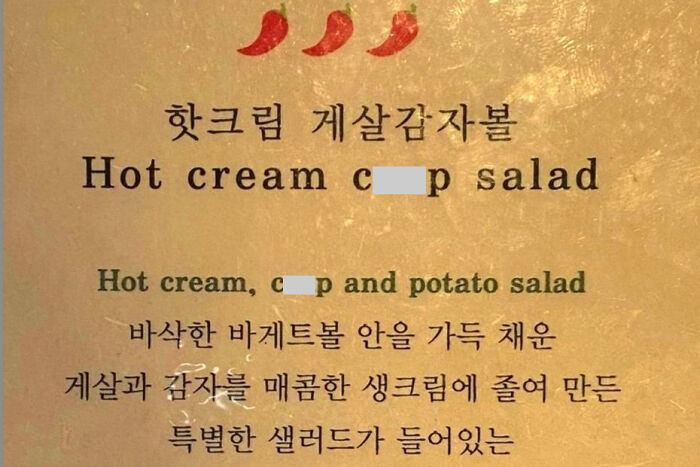 핫크림 게살감자볼
Hot cream salad
Hot cream, and potato salad
바삭한 바게트볼 안을 가득 채운
게살과 감자를 매콤한 생크림에 졸여 만든
특별한 샐러드가 들어있는